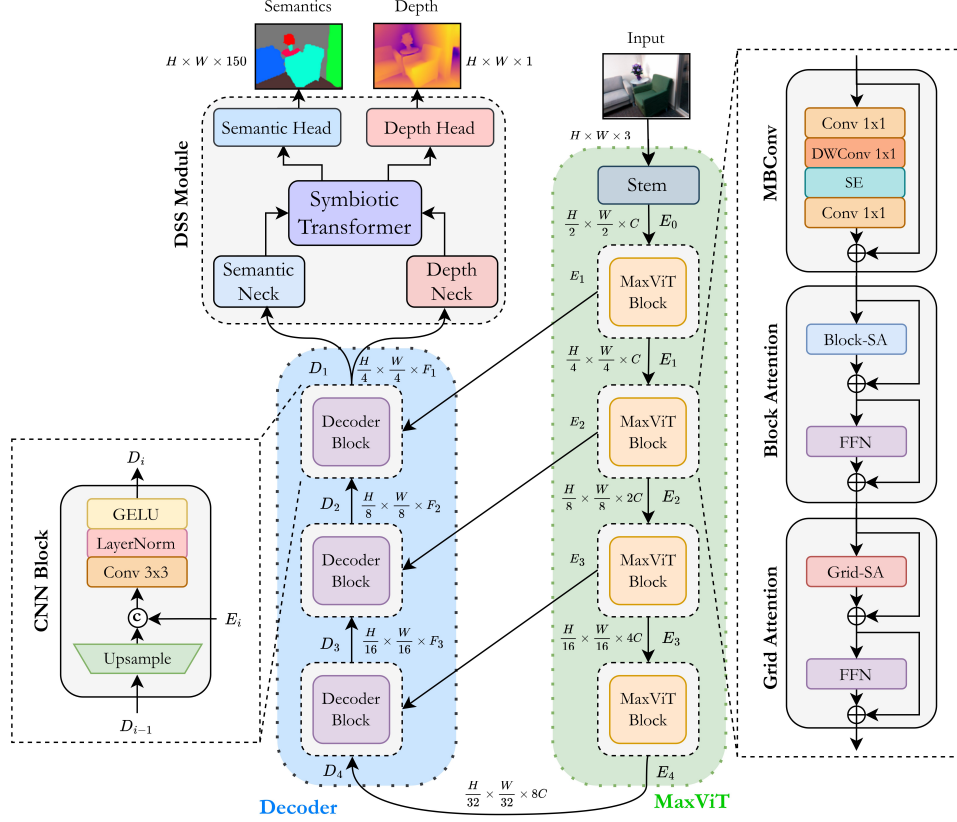 Semantics
Depth
Input
H × W × 150
H × W × 1
H × W × 3
DSS Module
Semantic Head
Depth Head
Symbiotic
Transformer
Semantic
Neck
Depth
Neck
D₁
H/4 × W/4 × F₁
Decoder
Block
D₂
H/8 × W/8 × F₂
Decoder
Block
D₃
H/16 × W/16 × F₃
Decoder
Block
D₄
Decoder
H/32 × W/32 × 8C
Stem
H/2 × W/2 × C
E₀
E₁
MaxViT
Block
H/4 × W/4 × C
E₁
E₂
MaxViT
Block
H/8 × W/8 × 2C
E₂
E₃
MaxViT
Block
H/16 × W/16 × 4C
E₃
MaxViT
Block
E₄
MaxViT
CNN Block
Dᵢ
GELU
LayerNorm
Conv 3x3
C
Eᵢ
Upsample
Dᵢ₋₁
MBConv
Conv 1x1
DWConv 1x1
SE
Conv 1x1
Block Attention
Block-SA
FFN
Grid Attention
Grid-SA
FFN